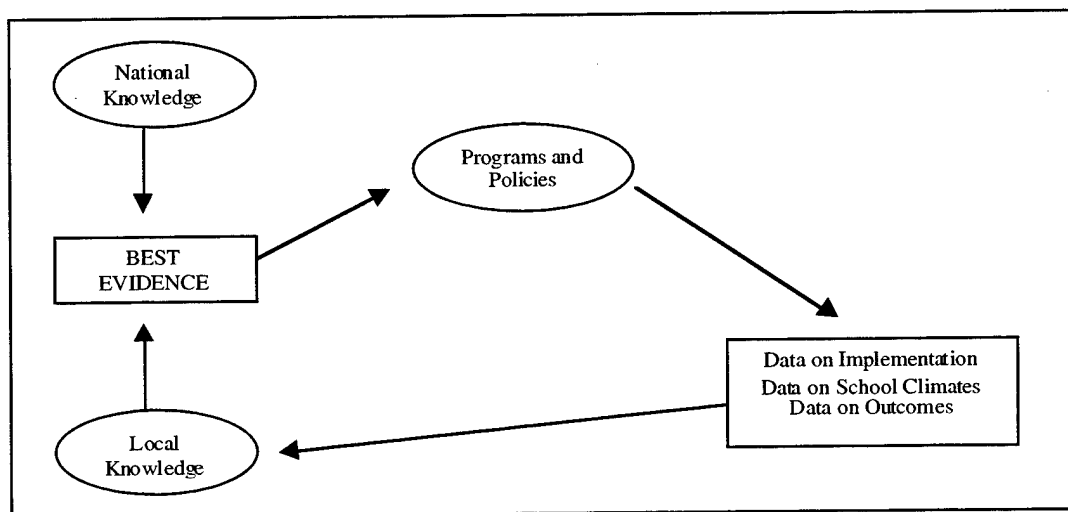 National
Knowledge
Programs and
Policies
BEST
EVIDENCE
Data on Implementation
Data on School Climates
Data on Outcomes
Local
Knowledge